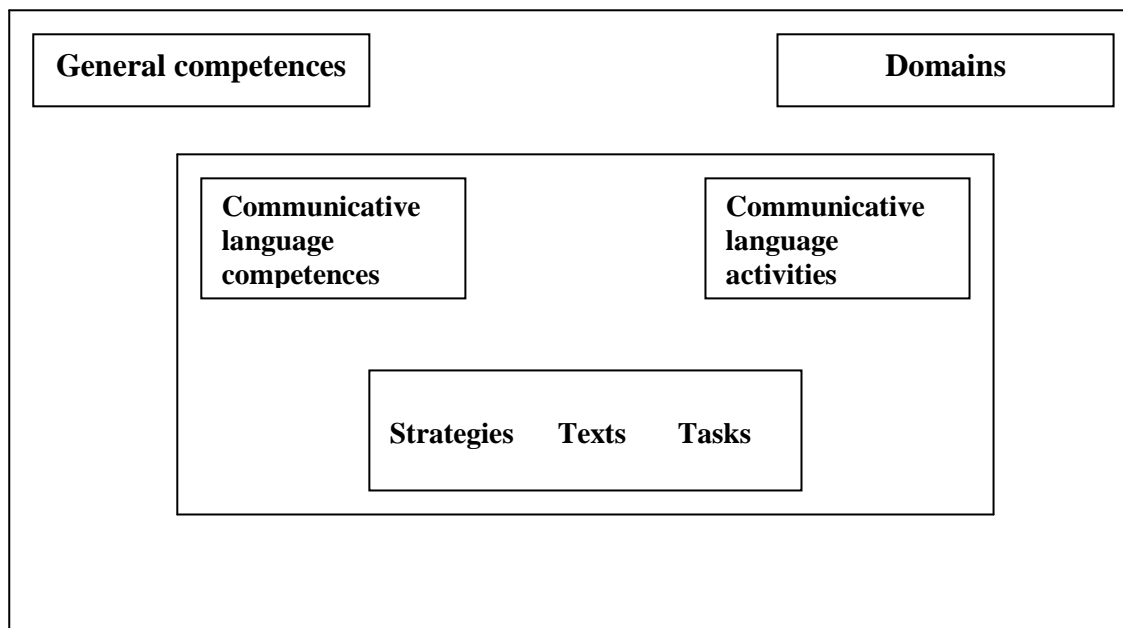 General competences
Domains
Communicative
language
competences
Communicative
language
activities
Strategies Texts Tasks